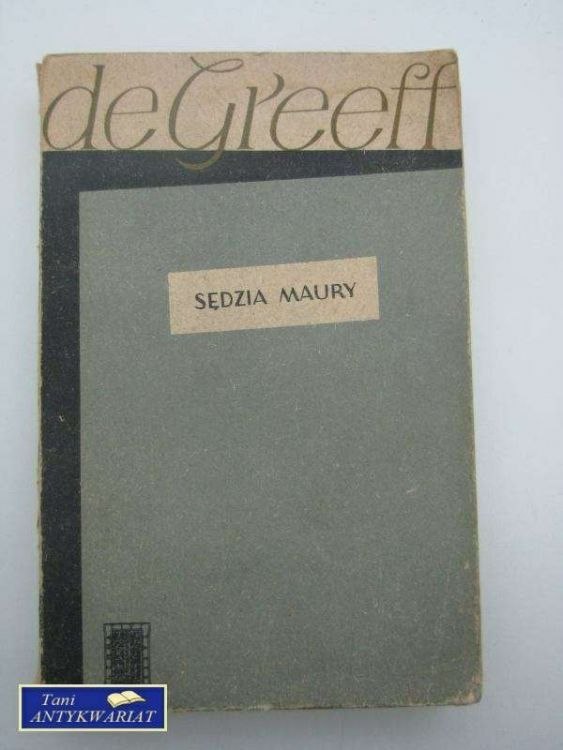 de Greeff
SĘDZIA MAURY
Tani
ANTYKWARIAT